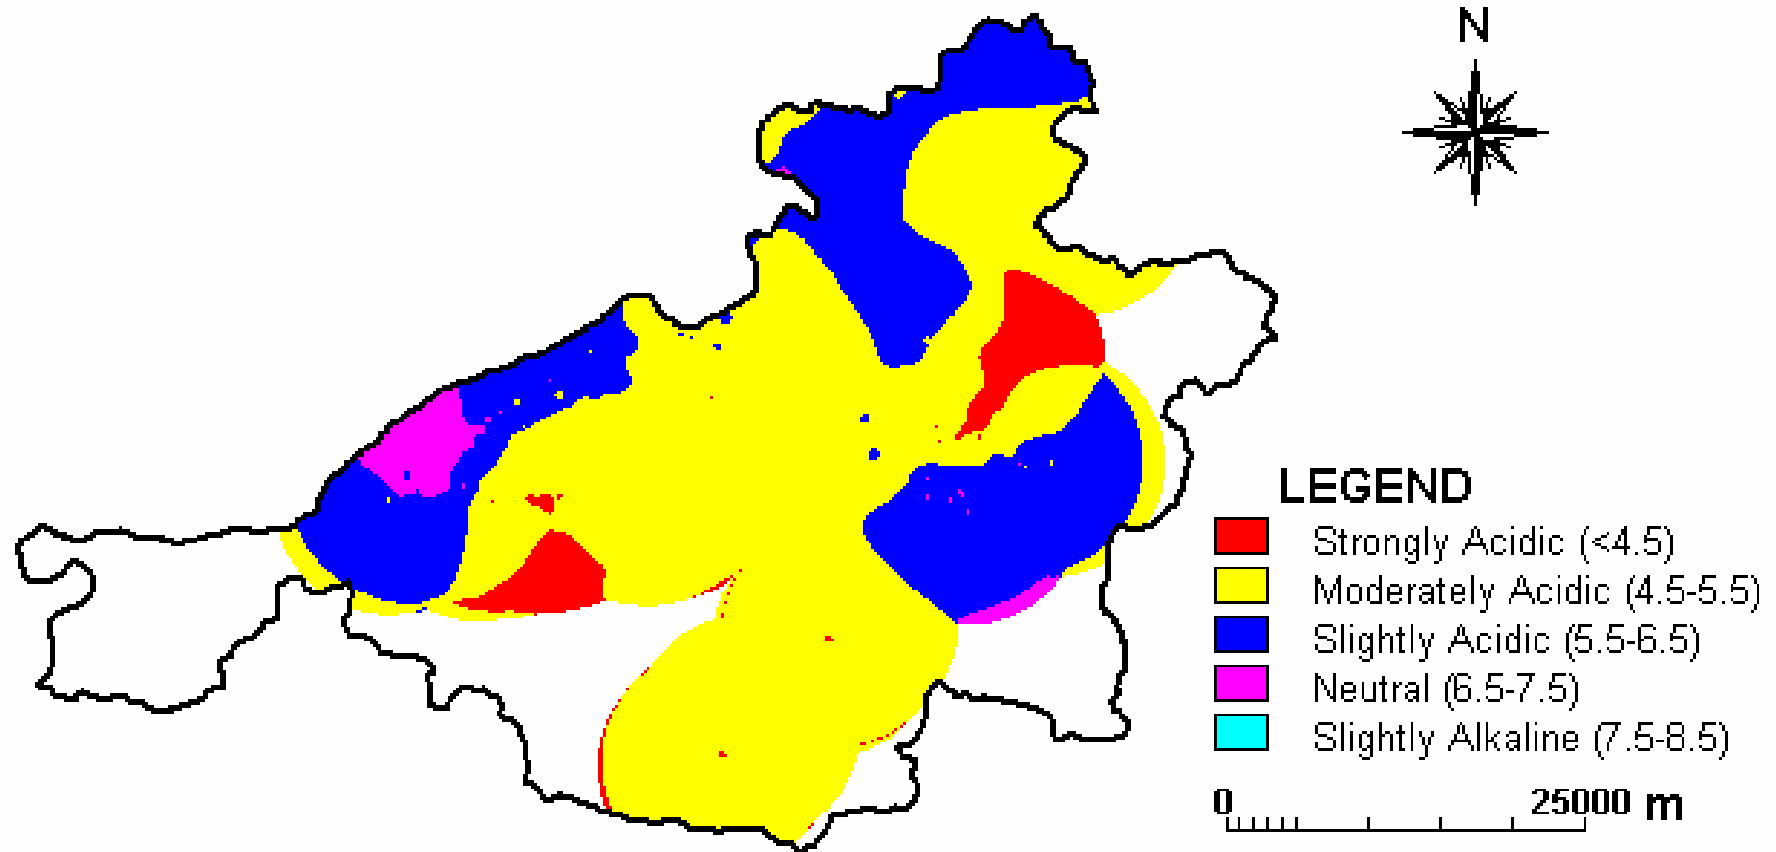 N
LEGEND
Strongly Acidic (<4.5)
Moderately Acidic (4.5-5.5)
Slightly Acidic (5.5-6.5)
Neutral (6.5-7.5)
Slightly Alkaline (7.5-8.5)
0 25000 m